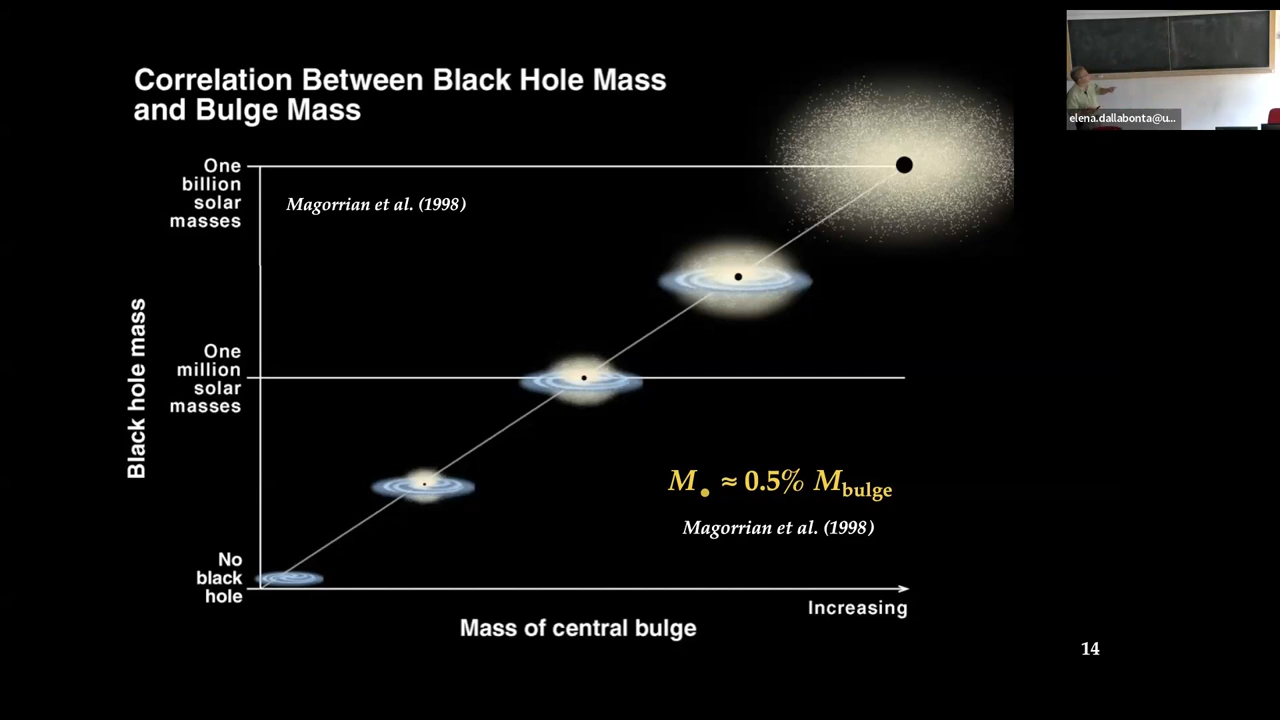 Correlation Between Black Hole Mass
and Bulge Mass
elena.dallabonta@u...
One
billion
solar
masses
Magorrian et al. (1998)
Black hole mass
One
million
solar
masses
M• ≈ 0.5% Mbulge
Magorrian et al. (1998)
No
black
hole
Increasing
Mass of central bulge
14